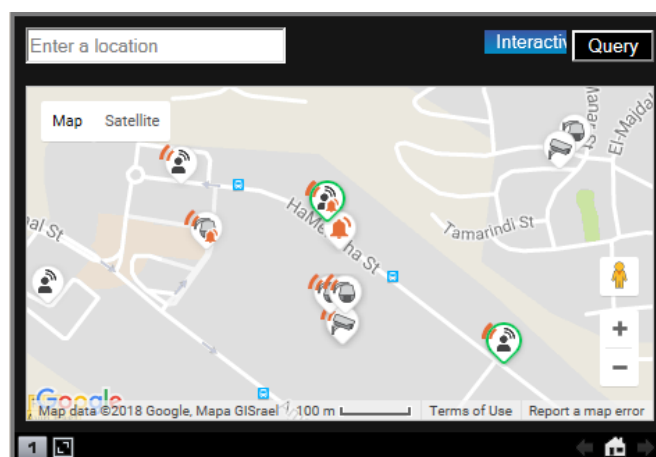 Enter a location
Interactiv
Query
Map Satellite
Manar St
El-Majdal
Tamarindi St
HaMe
ha St
al St
Google
Map data ©2018 Google, Mapa GISrael
100 m
Terms of Use
Report a map error
1